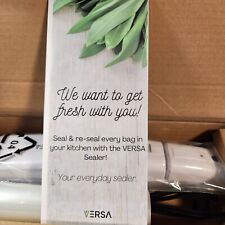 We want to get
fresh with you!
Seal & re-seal every bag in
your kitchen with the VERSA
Sealer!
Your everyday sealer.
VERSA